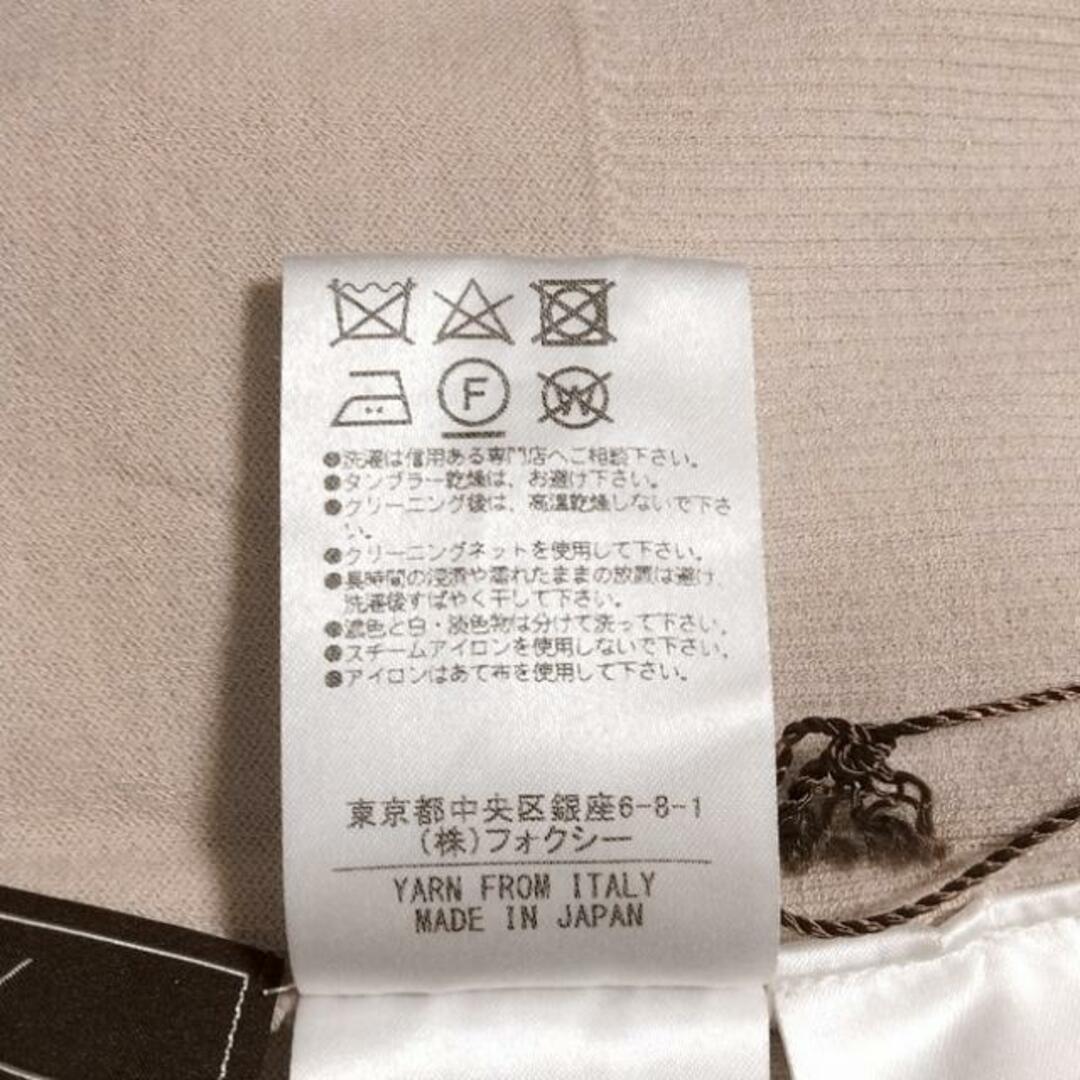 F
W
●洗濯は信用ある専門店へご相談下さい。
●タンブラー乾燥は、お避け下さい。
●クリーニング後は、高温乾燥しないで下さ
い。
●クリーニングネットを使用して下さい。
●長時間の浸漬や濡れたままの放置は避け、
洗濯後すばやく干して下さい。
●濃色と白・淡色物は分けて洗って下さい。
●スチームアイロンを使用しないで下さい。
●アイロンはあて布を使用して下さい。
東京都中央区銀座6-8-1
(株)フォクシー
YARN FROM ITALY
MADE IN JAPAN